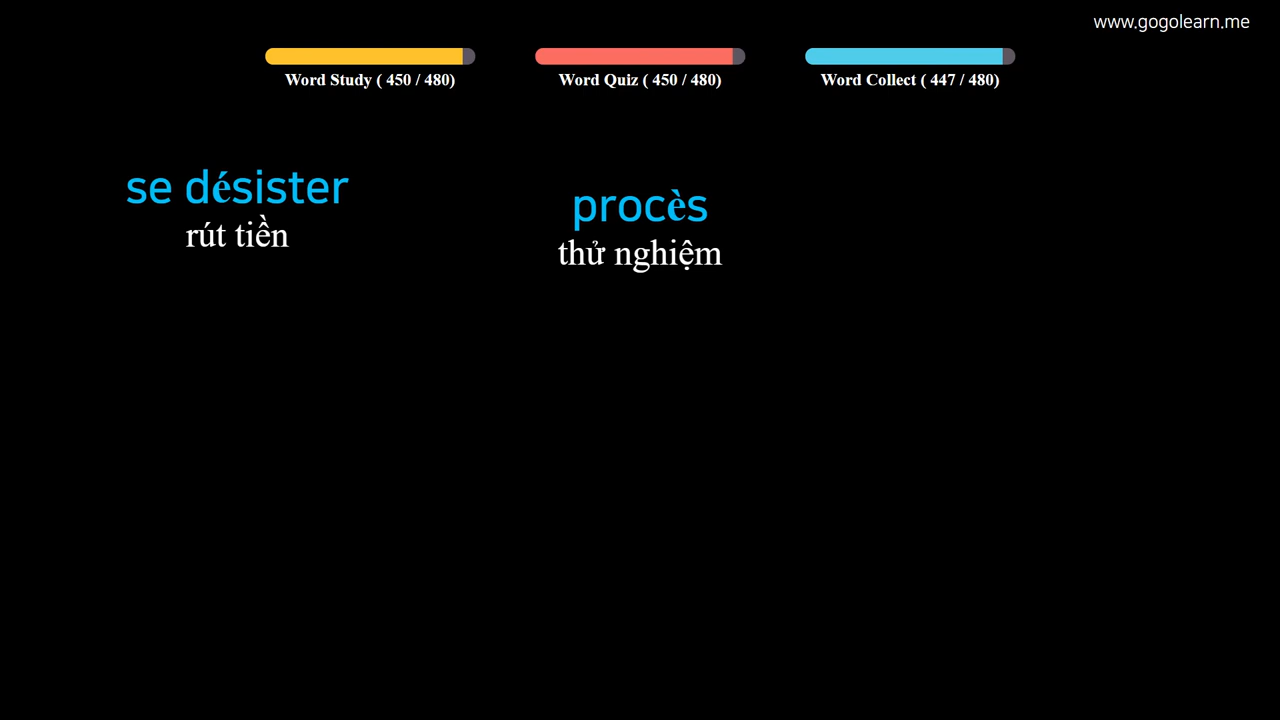 www.gogolearn.me
Word Study ( 450 / 480)
Word Quiz ( 450 / 480)
Word Collect ( 447 / 480)
se désister
rút tiền
procès
thử nghiệm